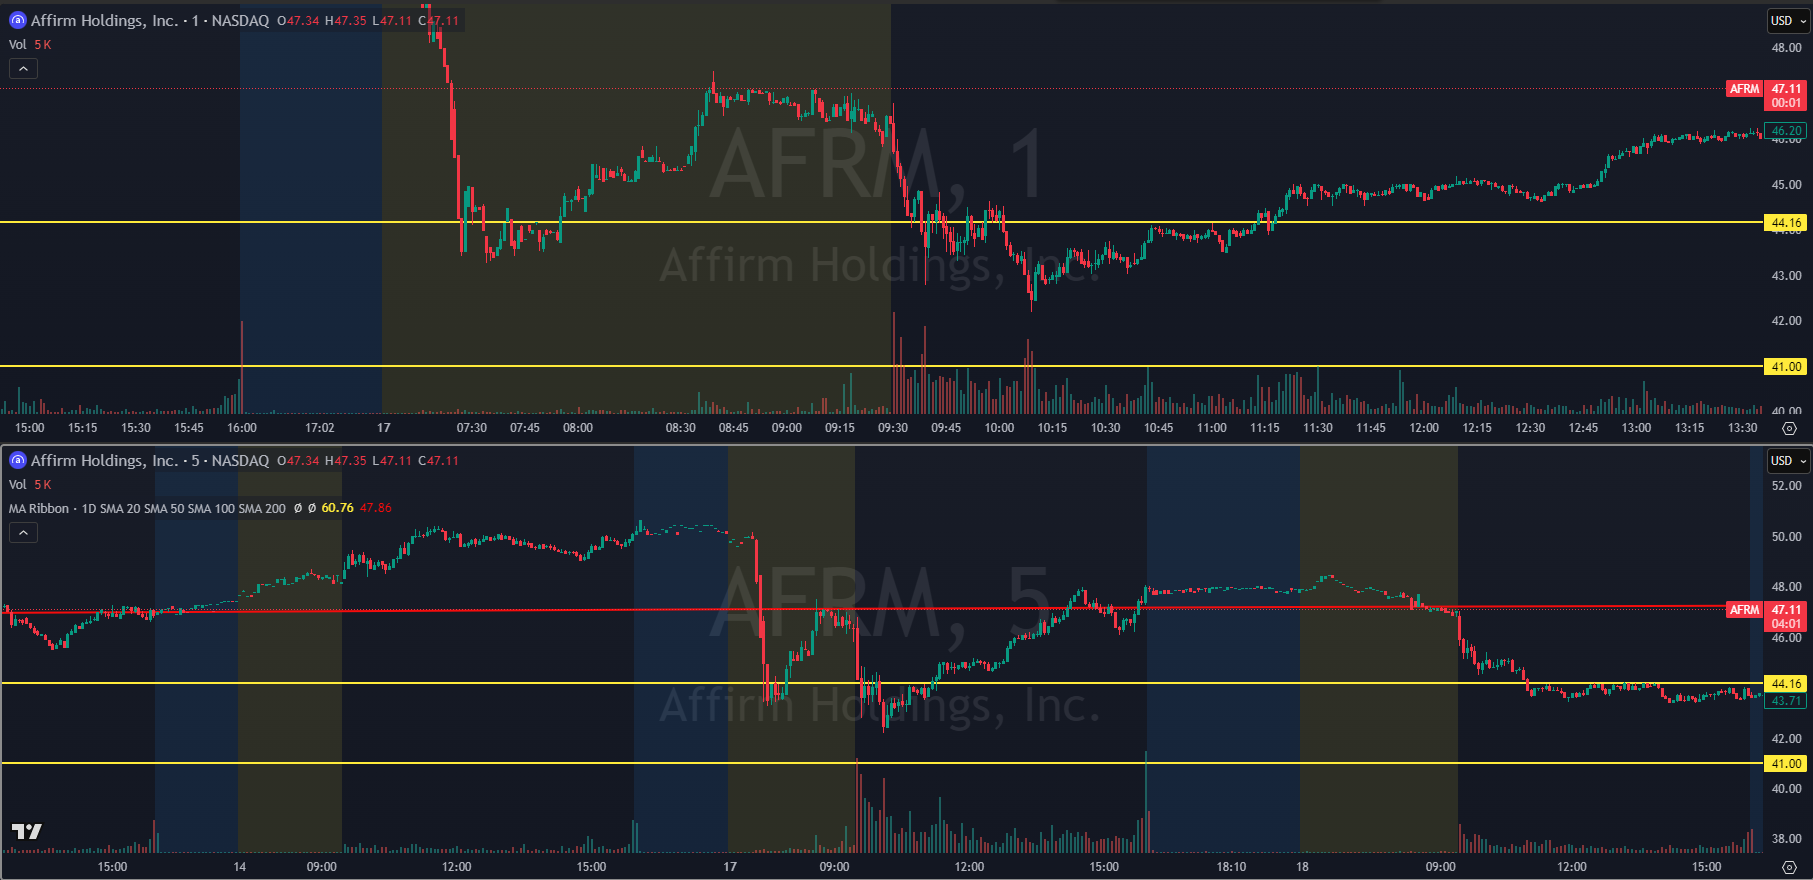 Affirm Holdings, Inc. · 1 · NASDAQ O47.34 H47.35 L47.11 C47.11
Vol 5 K
USD
48.00
AFRM 47.11
00:01
46.20
46.00
45.00
44.16
44.00
43.00
42.00
41.00
40.00
AFRM, 1
Affirm Holdings, Inc.
15:00 15:15 15:30 15:45 16:00 17:02 17 07:30 07:45 08:00 08:30 08:45 09:00 09:15 09:30 09:45 10:00 10:15 10:30 10:45 11:00 11:15 11:30 11:45 12:00 12:15 12:30 12:45 13:00 13:15 13:30
Affirm Holdings, Inc. · 5 · NASDAQ O47.34 H47.35 L47.11 C47.11
Vol 5 K
MA Ribbon · 1D SMA 20 SMA 50 SMA 100 SMA 200 Ø Ø 60.76 47.86
USD
52.00
50.00
48.00
AFRM 47.11
04:01
46.00
44.16
43.71
42.00
41.00
40.00
38.00
AFRM, 5
Affirm Holdings, Inc.
15:00 14 09:00 12:00 15:00 17 09:00 12:00 15:00 18:10 18 09:00 12:00 15:00